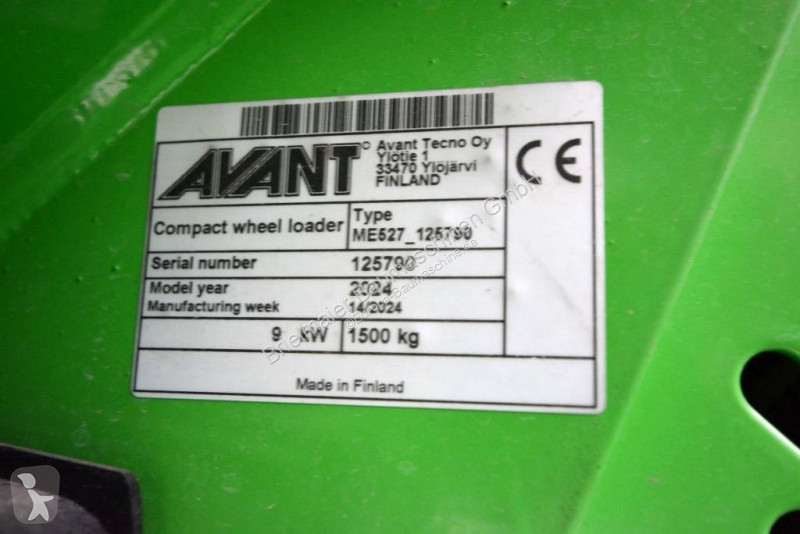 AVANT
Avant Tecno Oy
Ylötie 1
33470 Ylöjärvi
FINLAND
CE
Compact wheel loader
Type
ME527_125790
Serial number 125790
Model year 2024
Manufacturing week 14/2024
9 kW 1500 kg
Made in Finland